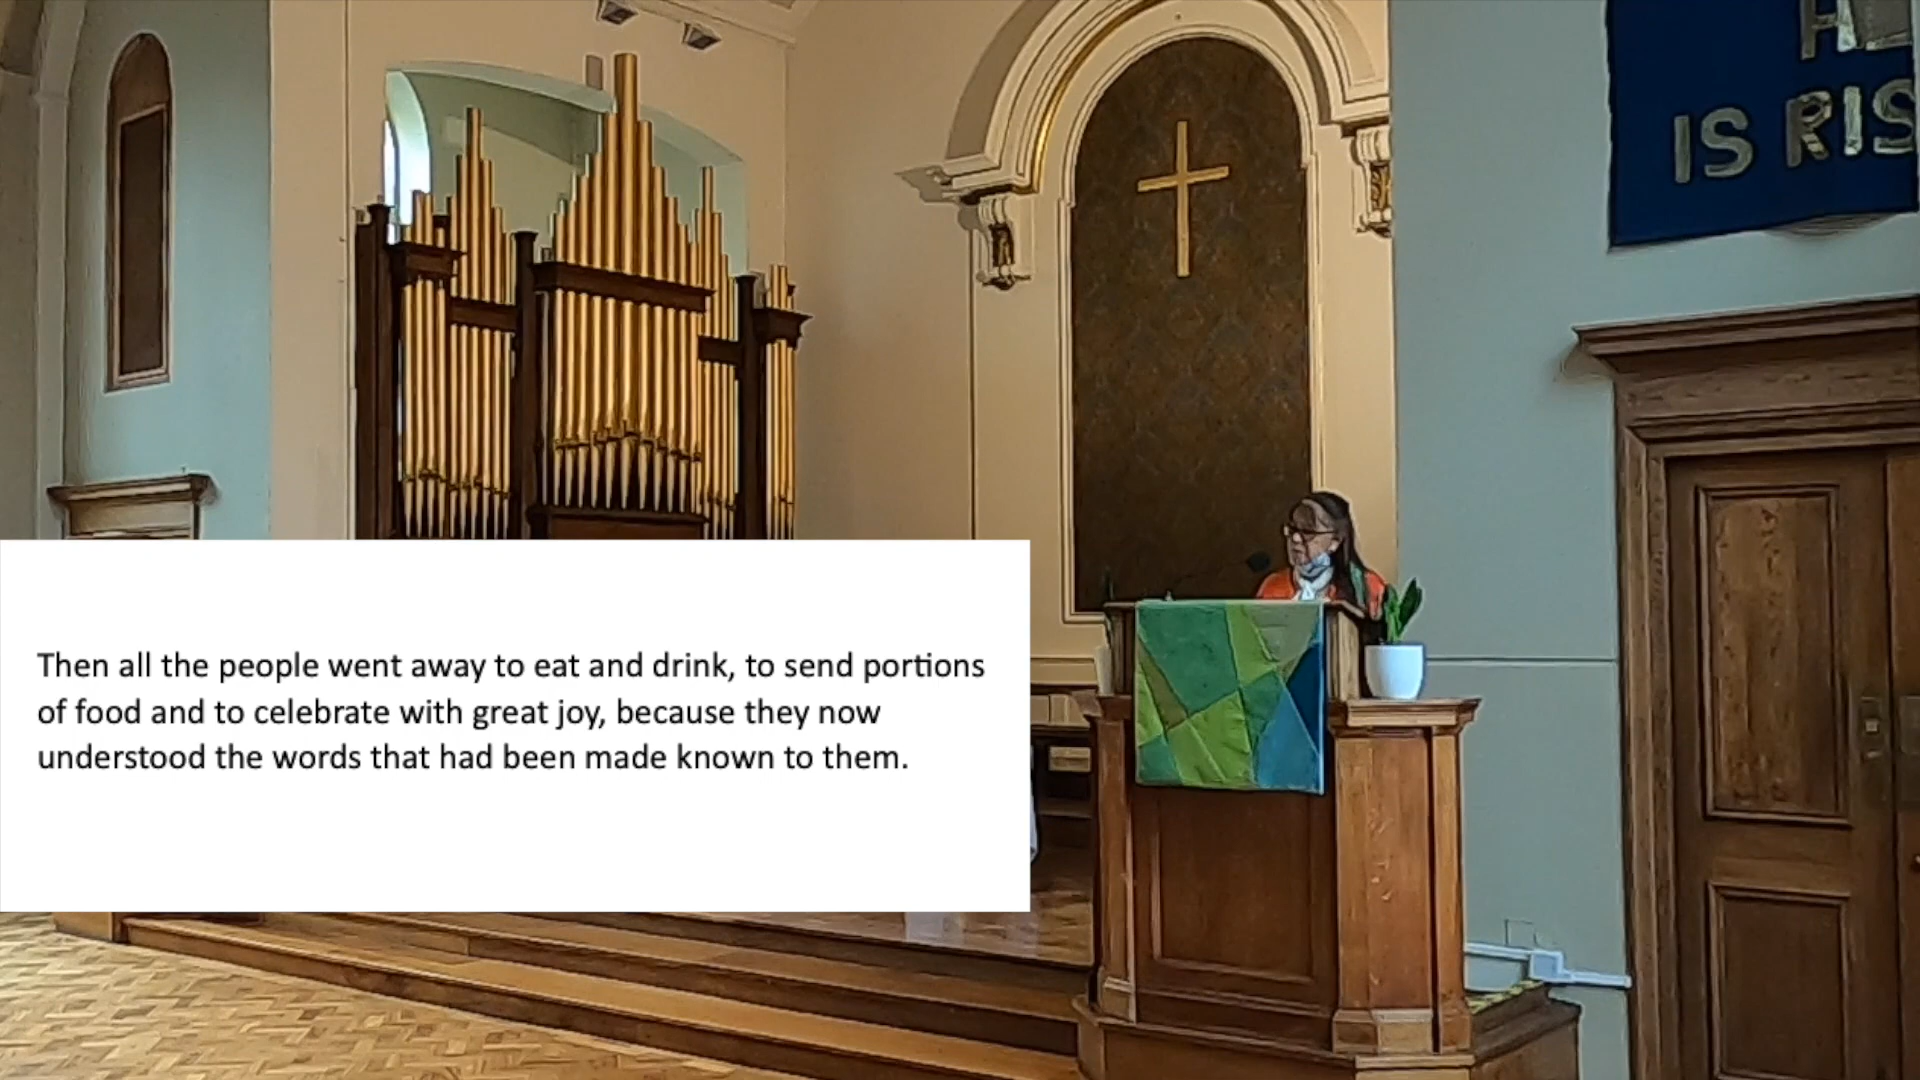 IS RIS
Then all the people went away to eat and drink, to send portions
of food and to celebrate with great joy, because they now
understood the words that had been made known to them.